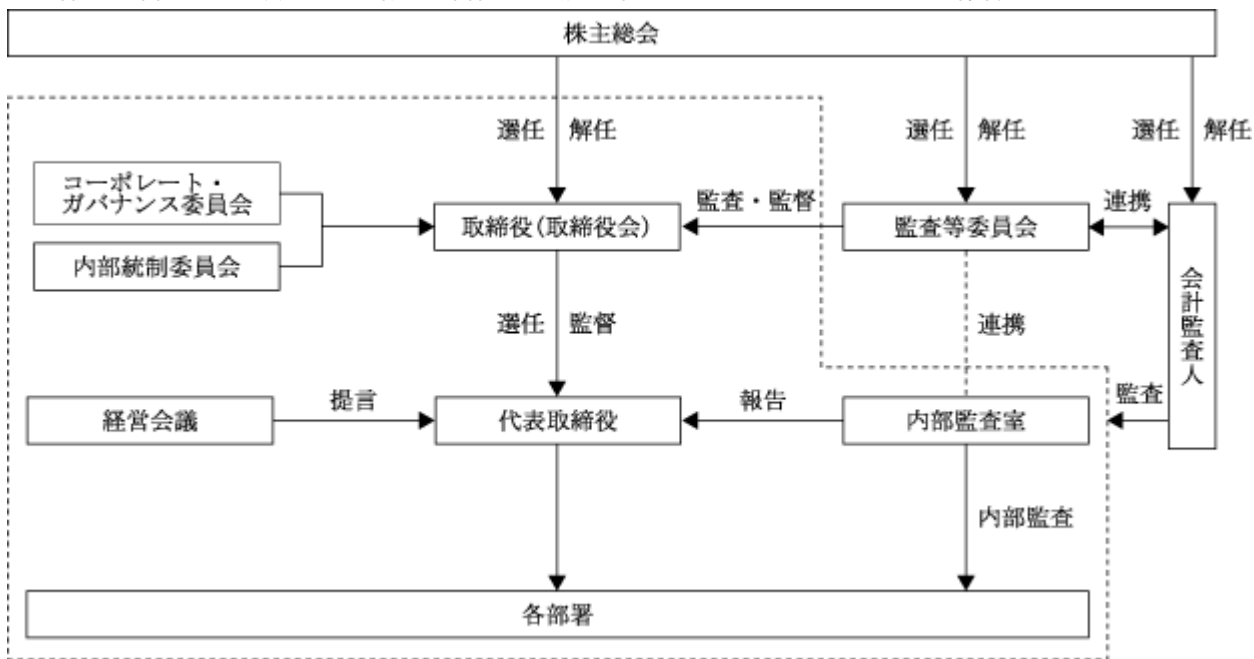 株主総会
選任 解任
選任 解任
選任 解任
コーポレート・
ガバナンス委員会
取締役(取締役会)
監査・監督
監査等委員会
連携
内部統制委員会
会計監査人
選任 監督
連携
経営会議
提言
代表取締役
報告
内部監査室
監査
内部監査
各部署